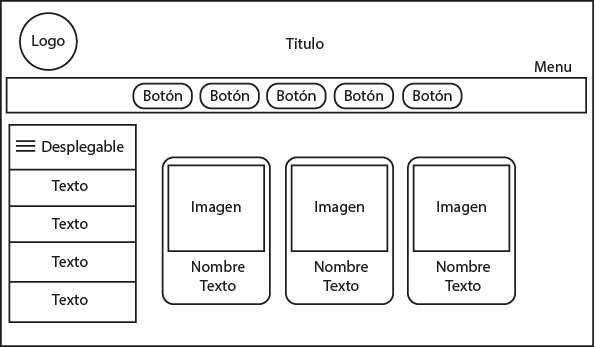 Logo
Titulo
Menu
Botón Botón Botón Botón Botón
Desplegable
Texto
Texto
Texto
Texto
Imagen Imagen Imagen
Nombre Nombre Nombre
Texto Texto Texto